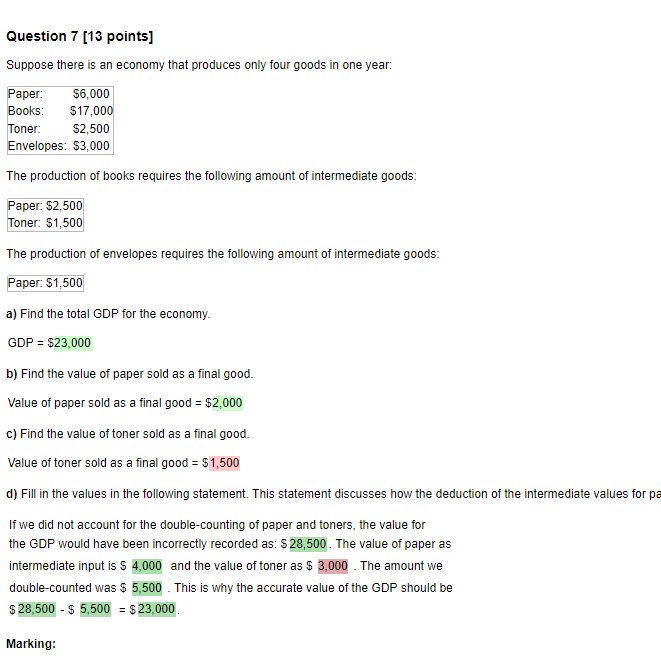 Question 7 [13 points]
Suppose there is an economy that produces only four goods in one year:
Paper: $6,000
Books: $17,000
Toner: $2,500
Envelopes: $3,000
The production of books requires the following amount of intermediate goods:
Paper: $2,500
Toner: $1,500
The production of envelopes requires the following amount of intermediate goods:
Paper: $1,500
a) Find the total GDP for the economy.
GDP = $23,000
b) Find the value of paper sold as a final good.
Value of paper sold as a final good = $2,000
c) Find the value of toner sold as a final good.
Value of toner sold as a final good = $1,500
d) Fill in the values in the following statement. This statement discusses how the deduction of the intermediate values for pa
If we did not account for the double-counting of paper and toners, the value for
the GDP would have been incorrectly recorded as: $ 28,500 . The value of paper as
intermediate input is $ 4,000 and the value of toner as $ 3,000 . The amount we
double-counted was $ 5,500 . This is why the accurate value of the GDP should be
$ 28,500 - $ 5,500 = $ 23,000 .
Marking: